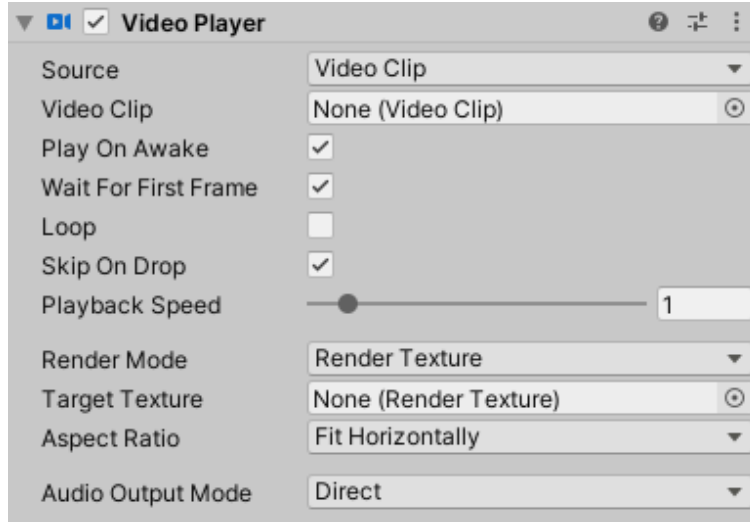 Video Player
Source Video Clip
Video Clip None (Video Clip)
Play On Awake
Wait For First Frame
Loop
Skip On Drop
Playback Speed 1
Render Mode Render Texture
Target Texture None (Render Texture)
Aspect Ratio Fit Horizontally
Audio Output Mode Direct